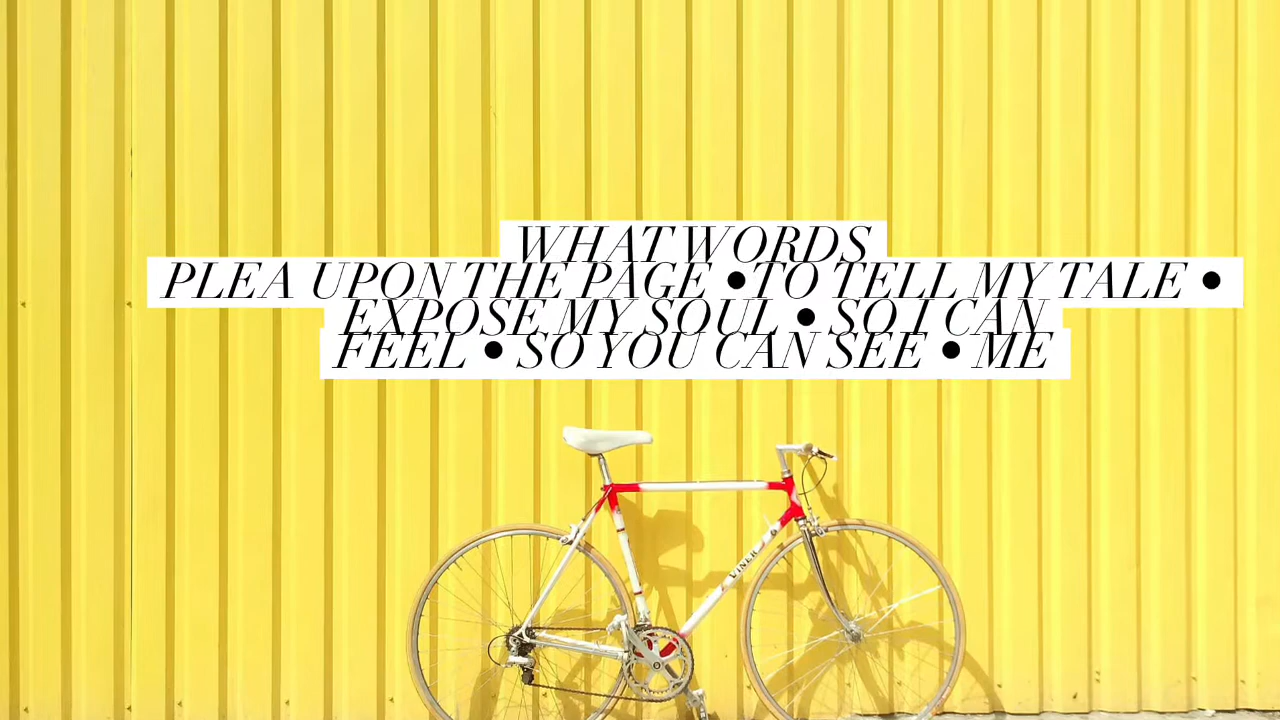 WHAT WORDS
PLEA UPON THE PAGE •TO TELL MY TALE •
EXPOSE MY SOUL • SO I CAN
FEEL • SO YOU CAN SEE • ME
VINER